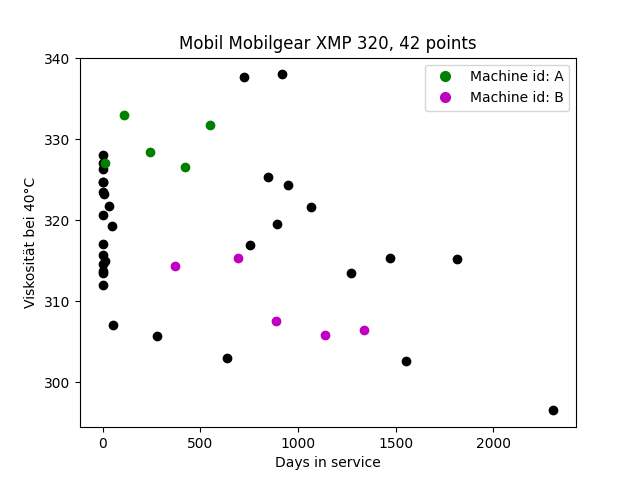 Mobil Mobilgear XMP 320, 42 points
Machine id: A
Machine id: B
Viskosität bei 40°C
340
330
320
310
300
0 500 1000 1500 2000
Days in service